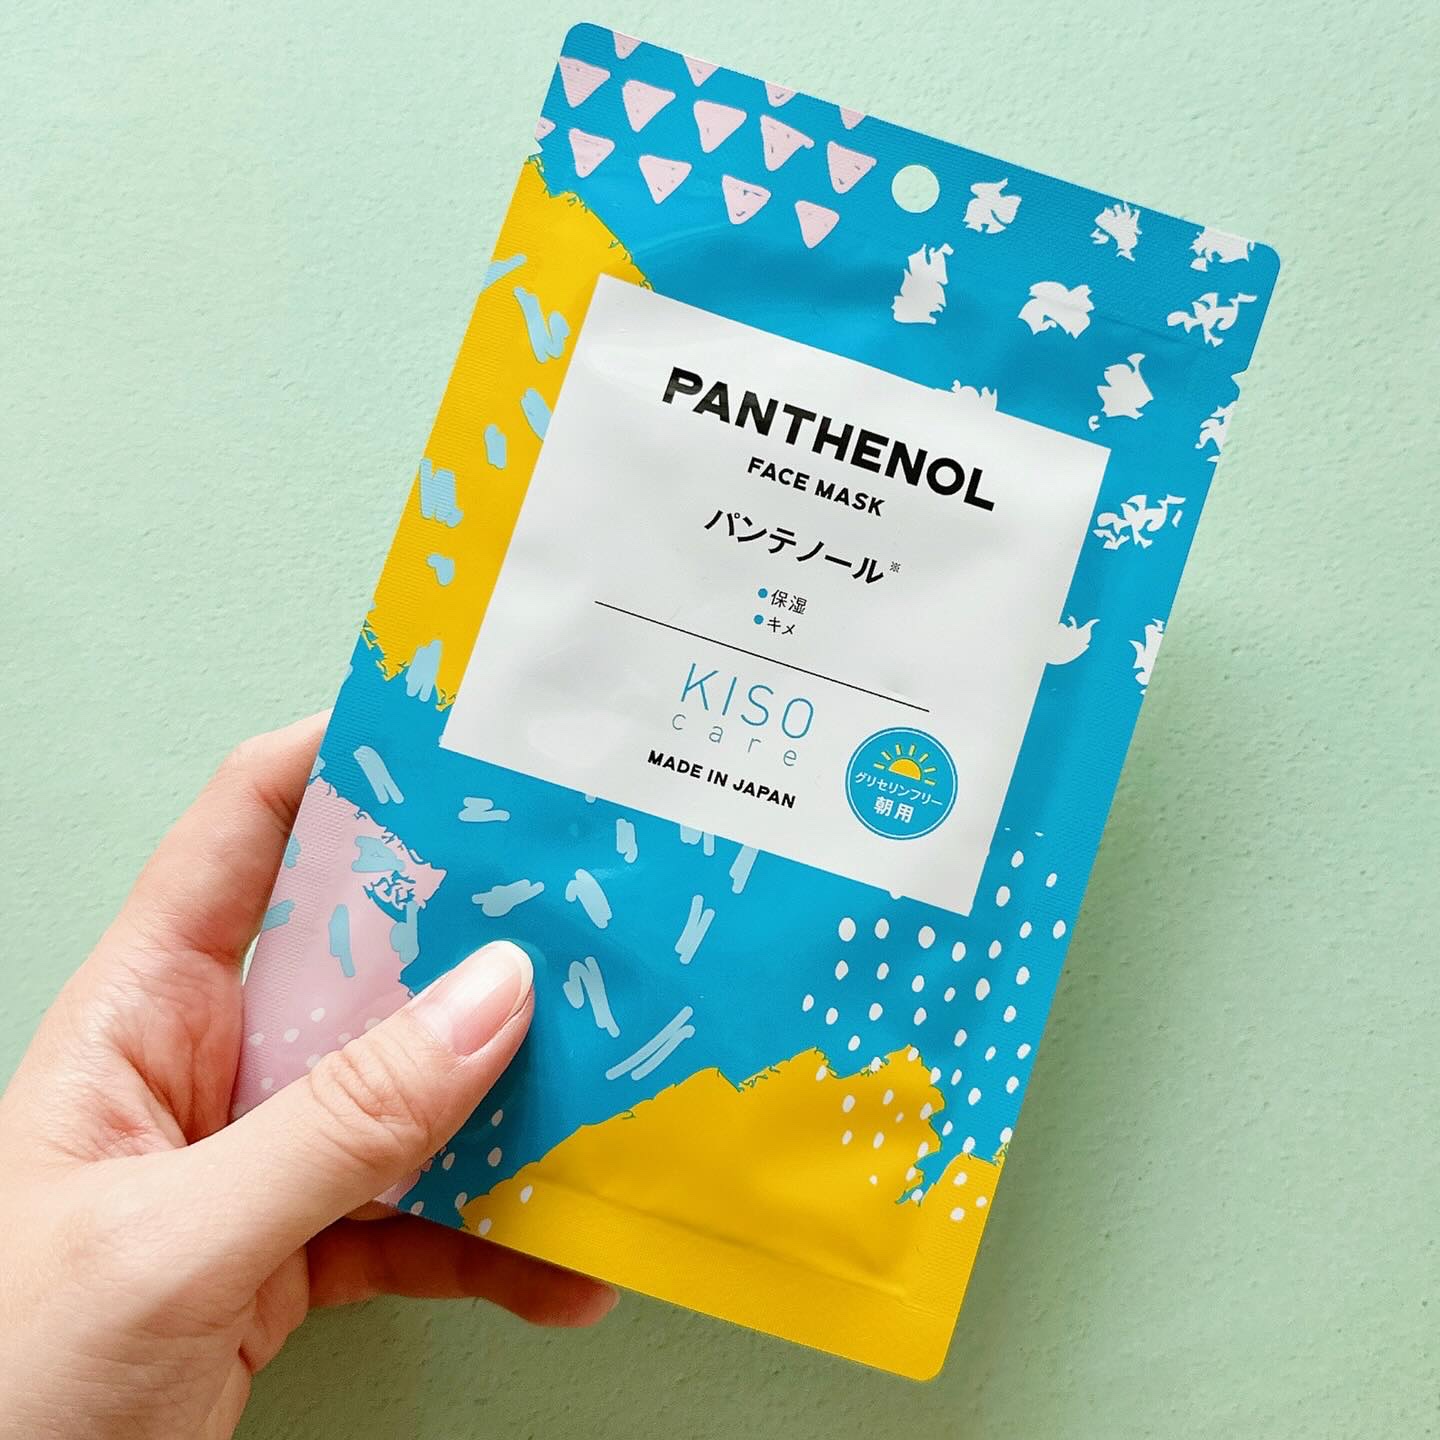 PANTHENOL
FACE MASK
パンテノール※
●保湿
●キメ
KISO
care
MADE IN JAPAN
グリセリンフリー
朝用